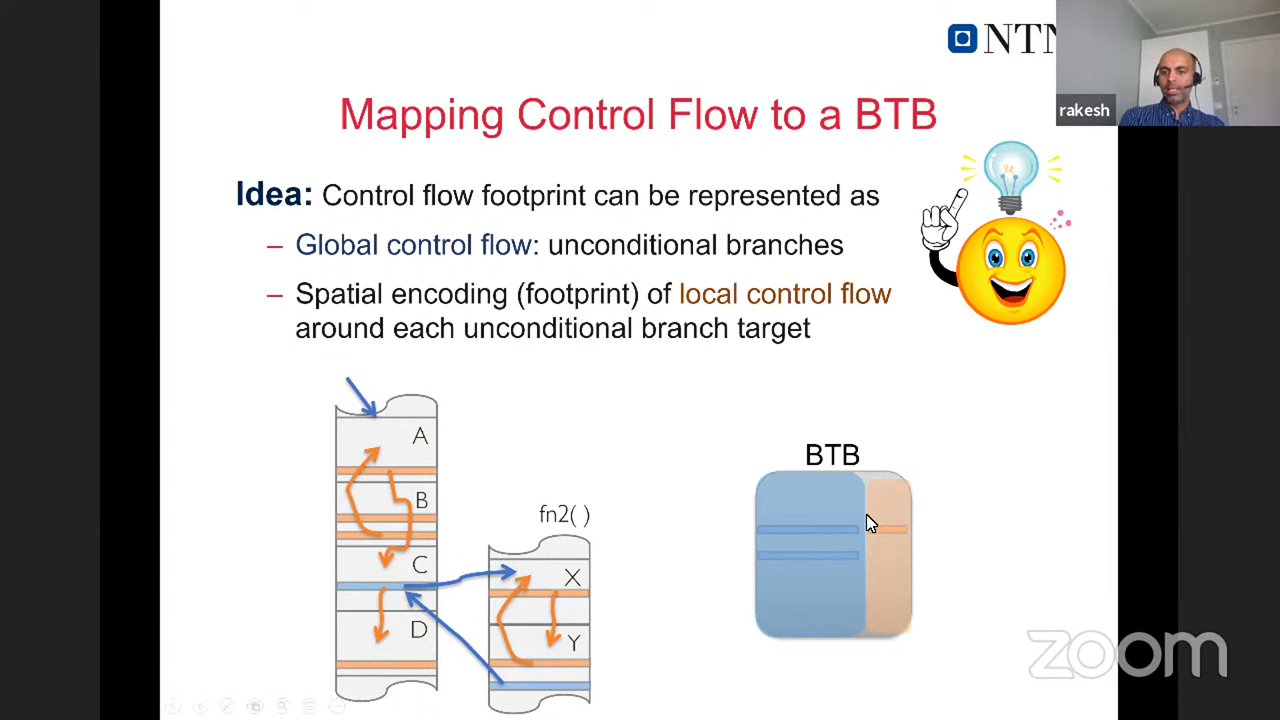 Mapping Control Flow to a BTB
rakesh
Idea: Control flow footprint can be represented as
– Global control flow: unconditional branches
– Spatial encoding (footprint) of local control flow
around each unconditional branch target
A
B
C
D
fn2( )
X
Y
BTB
zoom